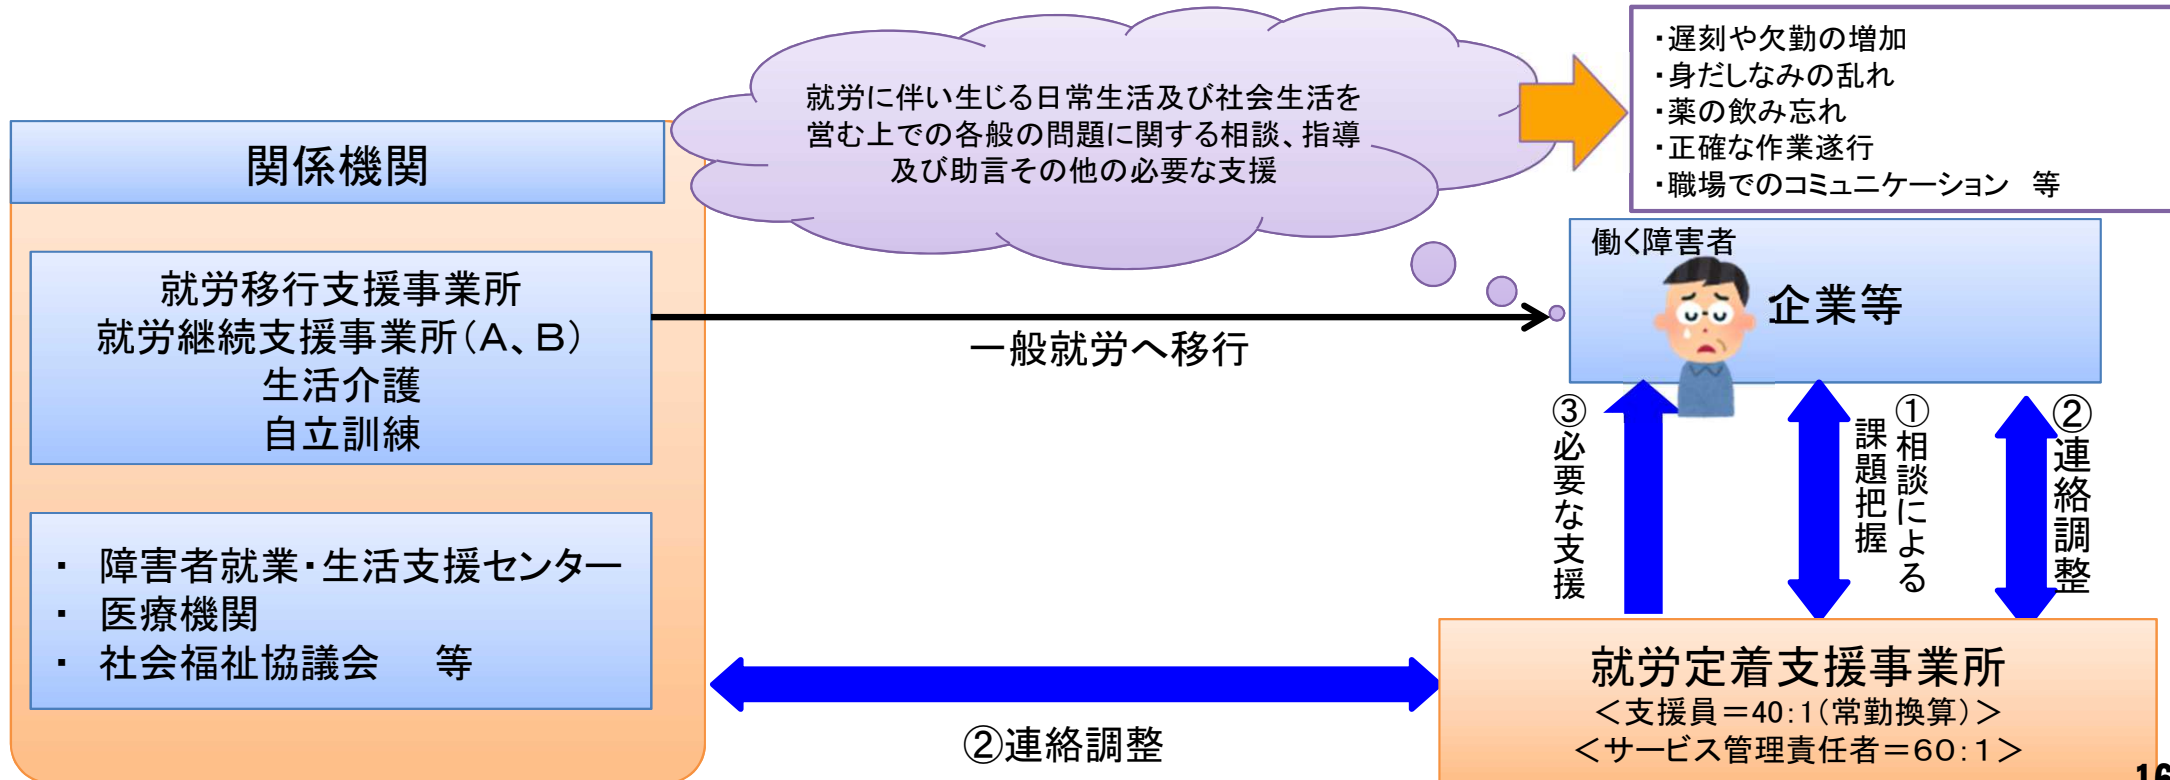 関係機関
就労移行支援事業所
就労継続支援事業所(A、B)
生活介護
自立訓練
・ 障害者就業・生活支援センター
・ 医療機関
・ 社会福祉協議会　等
就労に伴い生じる日常生活及び社会生活を
営む上での各般の問題に関する相談、指導
及び助言その他の必要な支援
・遅刻や欠勤の増加
・身だしなみの乱れ
・薬の飲み忘れ
・正確な作業遂行
・職場でのコミュニケーション　等
働く障害者
企業等
一般就労へ移行
③必要な支援
①相談による
課題把握
②連絡調整
②連絡調整
就労定着支援事業所
＜支援員＝40:1(常勤換算)＞
＜サービス管理責任者＝60:1＞
16